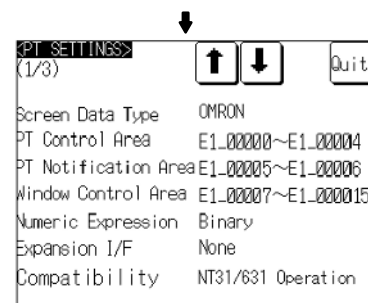 <PT SETTINGS>
(1/3) Quit
Screen Data Type OMRON
PT Control Area E1_00000~E1_00004
PT Notification Area E1_00005~E1_00006
Window Control Area E1_00007~E1_000015
Numeric Expression Binary
Expansion I/F None
Compatibility NT31/631 Operation